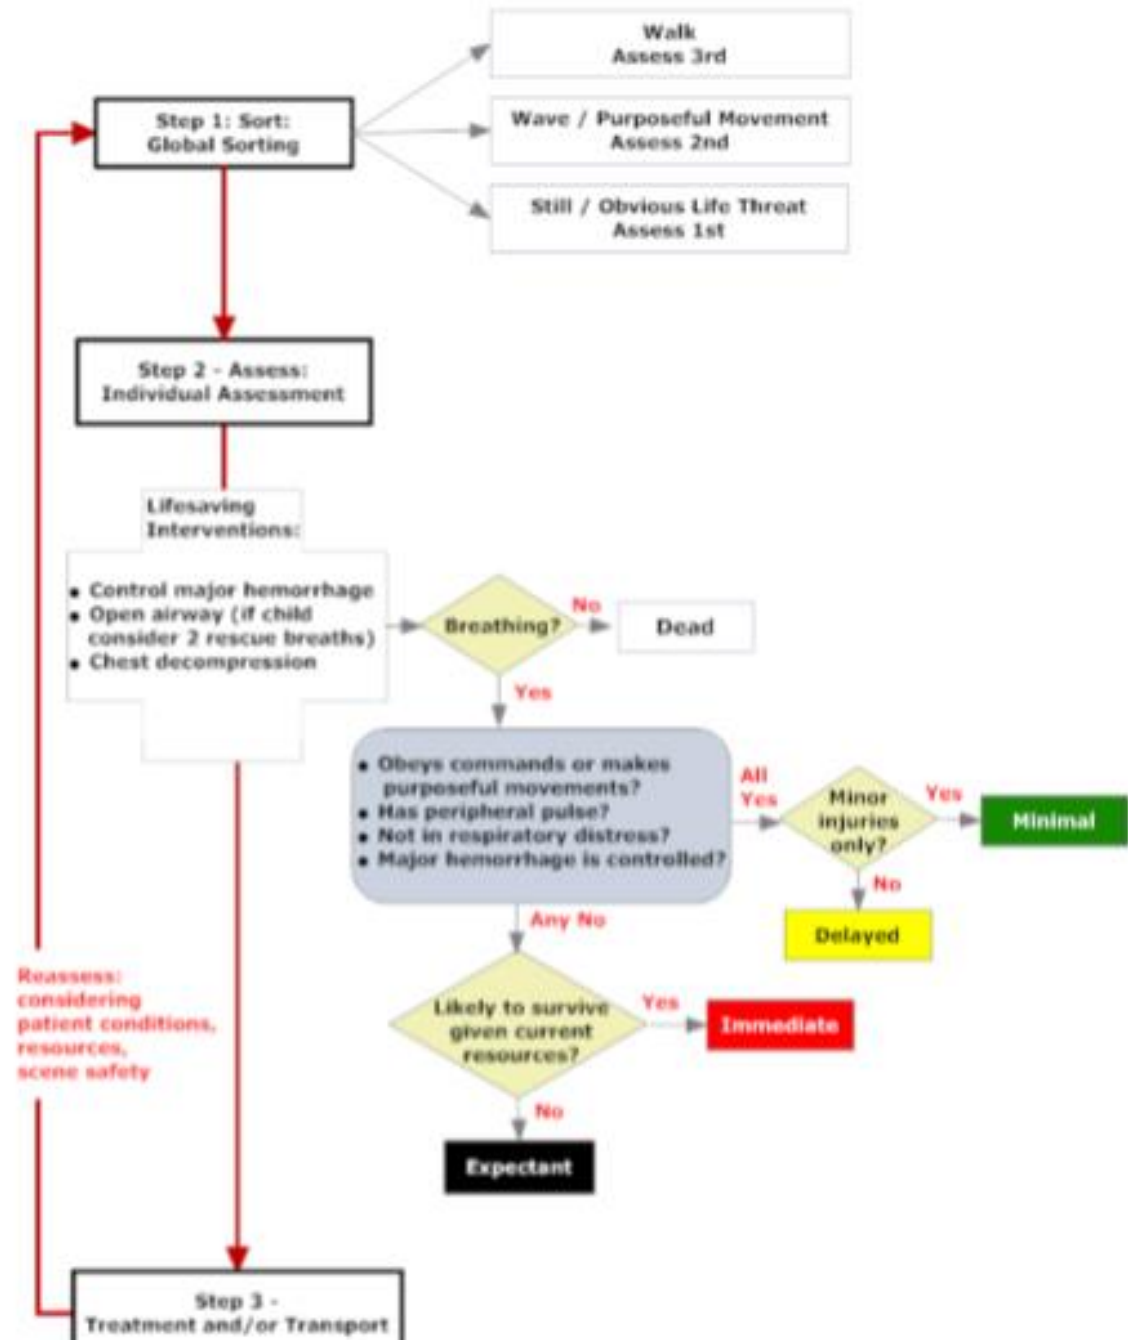 Walk
Assess 3rd
Step 1: Sort:
Global Sorting
Wave / Purposeful Movement
Assess 2nd
Still / Obvious Life Threat
Assess 1st
Step 2 - Assess:
Individual Assessment
Lifesaving
Interventions:
• Control major hemorrhage
• Open airway (if child
consider 2 rescue breaths)
• Chest decompression
Breathing?
No
Dead
Yes
• Obeys commands or makes
purposeful movements?
• Has peripheral pulse?
• Not in respiratory distress?
• Major hemorrhage is controlled?
All
Yes
Minor
injuries
only?
Yes
Minimal
No
Delayed
Any No
Likely to survive
given current
resources?
Yes
Immediate
No
Expectant
Reassess:
considering
patient conditions,
resources,
scene safety
Step 3 -
Treatment and/or Transport